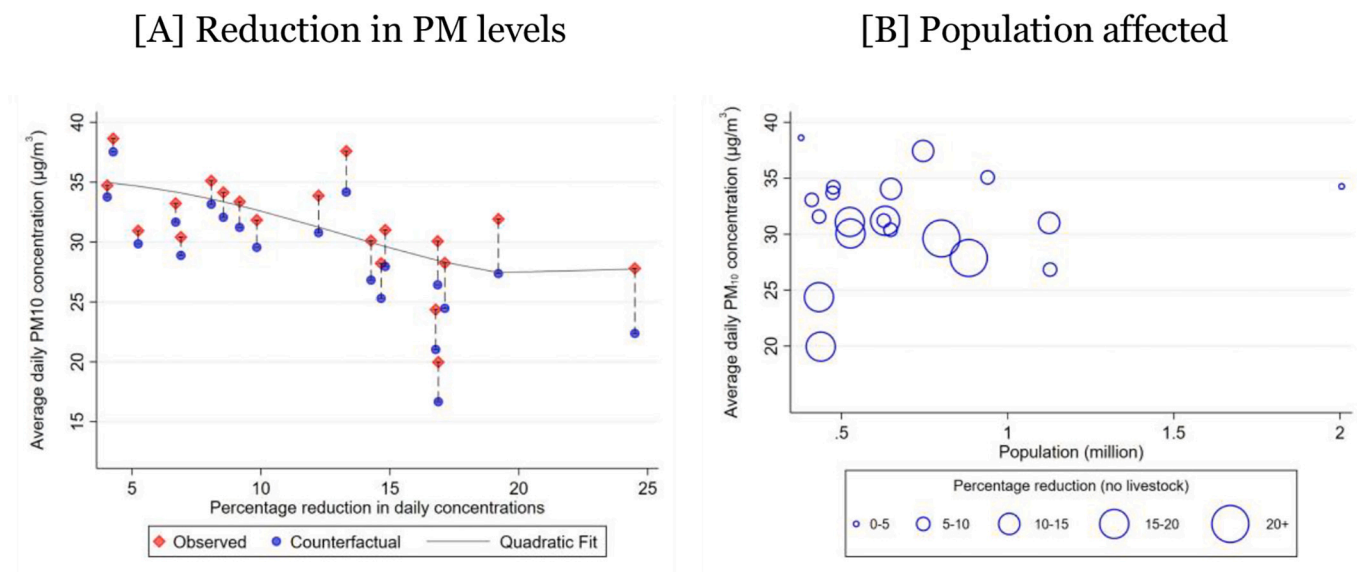 [A] Reduction in PM levels
Average daily PM10 concentration (µg/m³)
40
35
30
25
20
15
5
10
15
20
25
Percentage reduction in daily concentrations
Observed
Counterfactual
Quadratic Fit
[B] Population affected
Average daily PM₁₀ concentration (µg/m³)
40
35
30
25
20
.5
1
1.5
2
Population (million)
Percentage reduction (no livestock)
0-5
5-10
10-15
15-20
20+